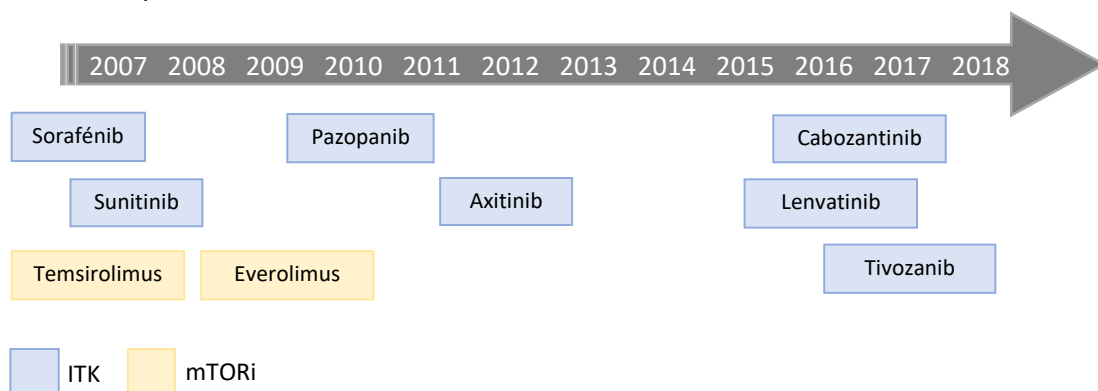 2007 2008 2009 2010 2011 2012 2013 2014 2015 2016 2017 2018
Sorafénib Pazopanib Cabozantinib
Sunitinib Axitinib Lenvatinib
Temsirolimus Everolimus Tivozanib
ITK mTORi